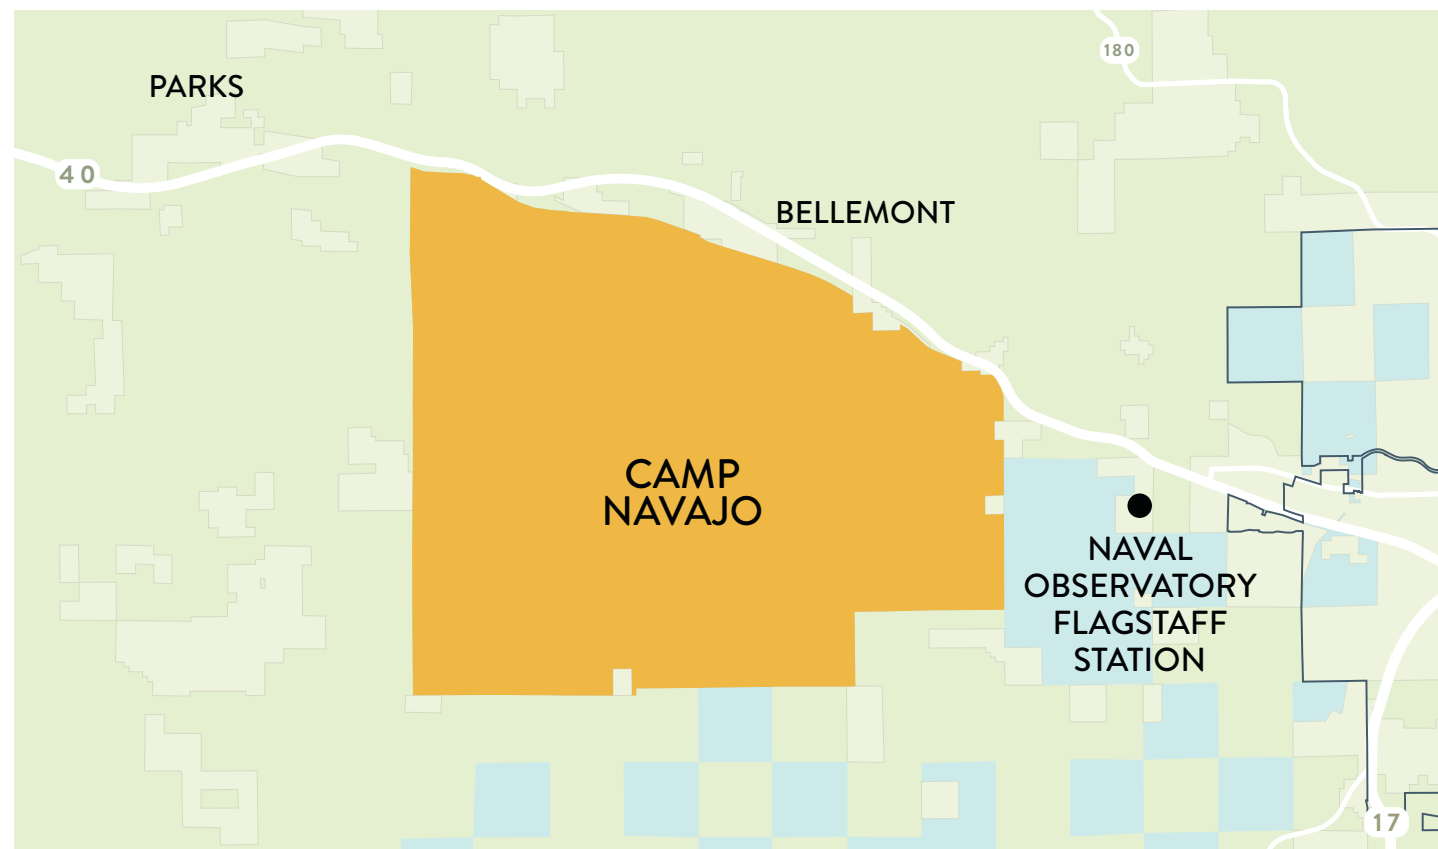 180
PARKS
40
BELLEMONT
CAMP
NAVAJO
NAVAL
OBSERVATORY
FLAGSTAFF
STATION
17